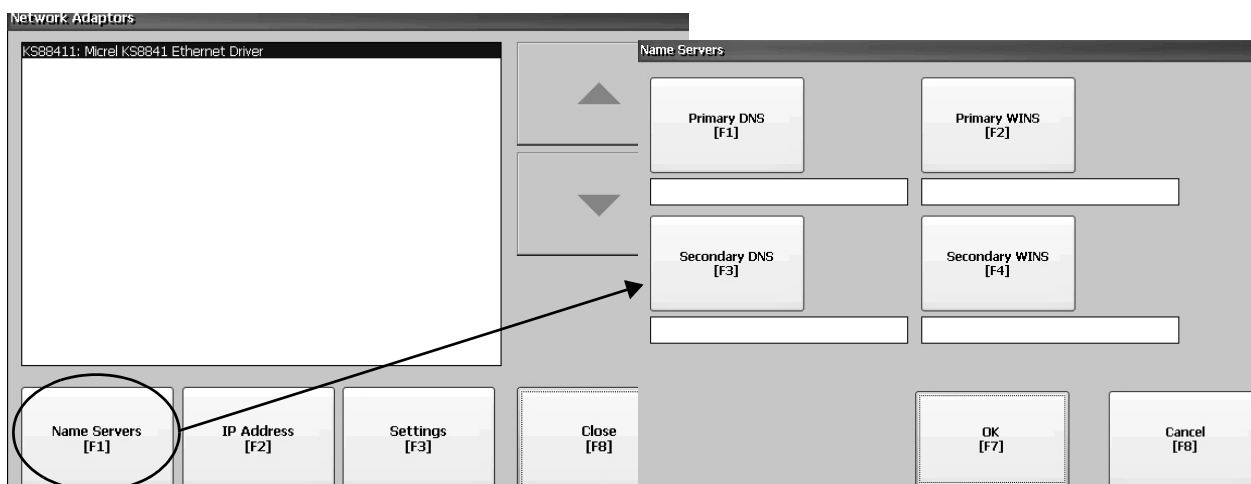 Network Adaptors
KS88411: Micrel KS8841 Ethernet Driver
Name Servers
[F1]
IP Address
[F2]
Settings
[F3]
Close
[F8]
Name Servers
Primary DNS
[F1]
Primary WINS
[F2]
Secondary DNS
[F3]
Secondary WINS
[F4]
OK
[F7]
Cancel
[F8]